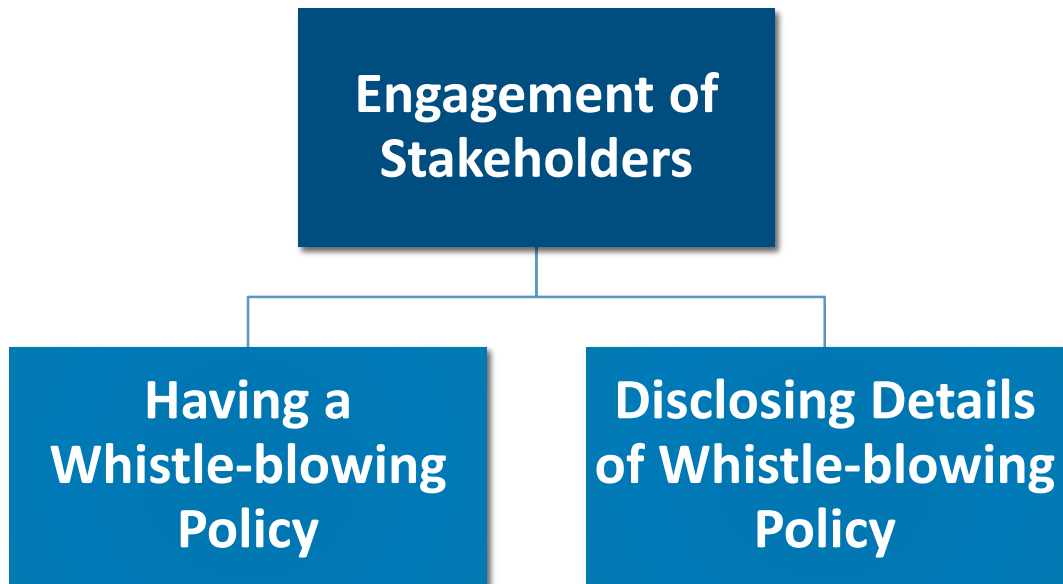 Engagement of
Stakeholders
Having a
Whistle-blowing
Policy
Disclosing Details
of Whistle-blowing
Policy